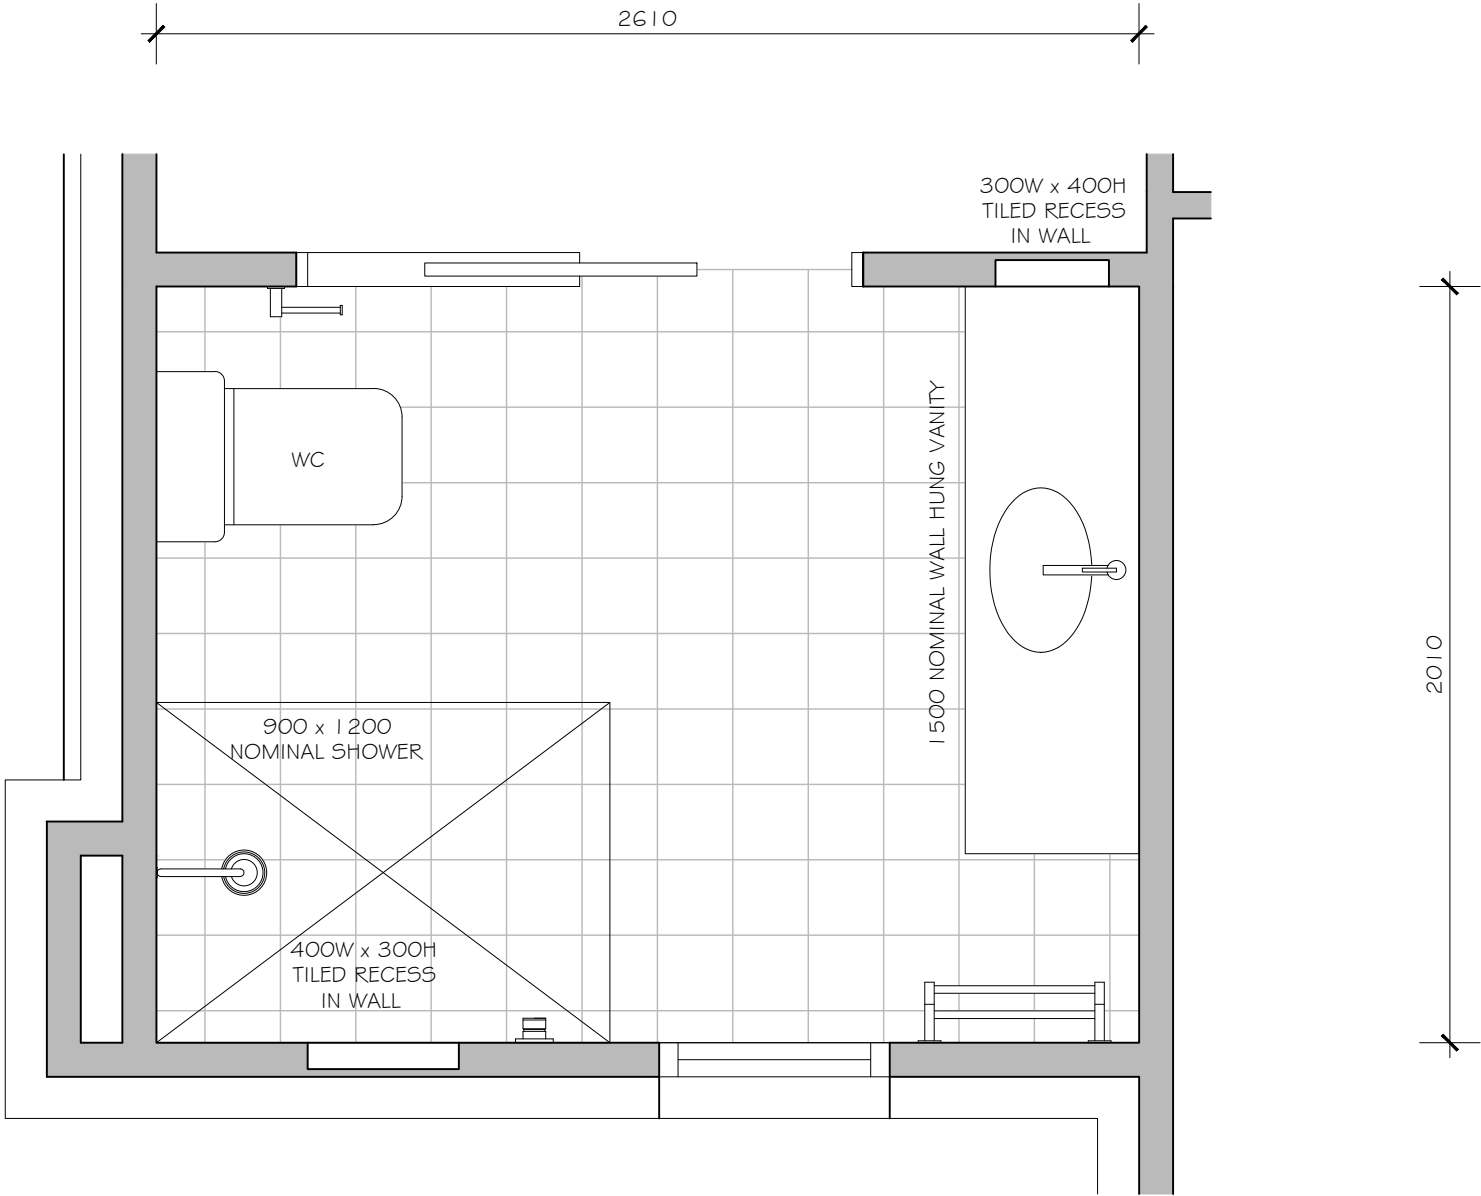 2610
300W x 400H
TILED RECESS
IN WALL
WC
1500 NOMINAL WALL HUNG VANITY
2010
900 x 1200
NOMINAL SHOWER
400W x 300H
TILED RECESS
IN WALL